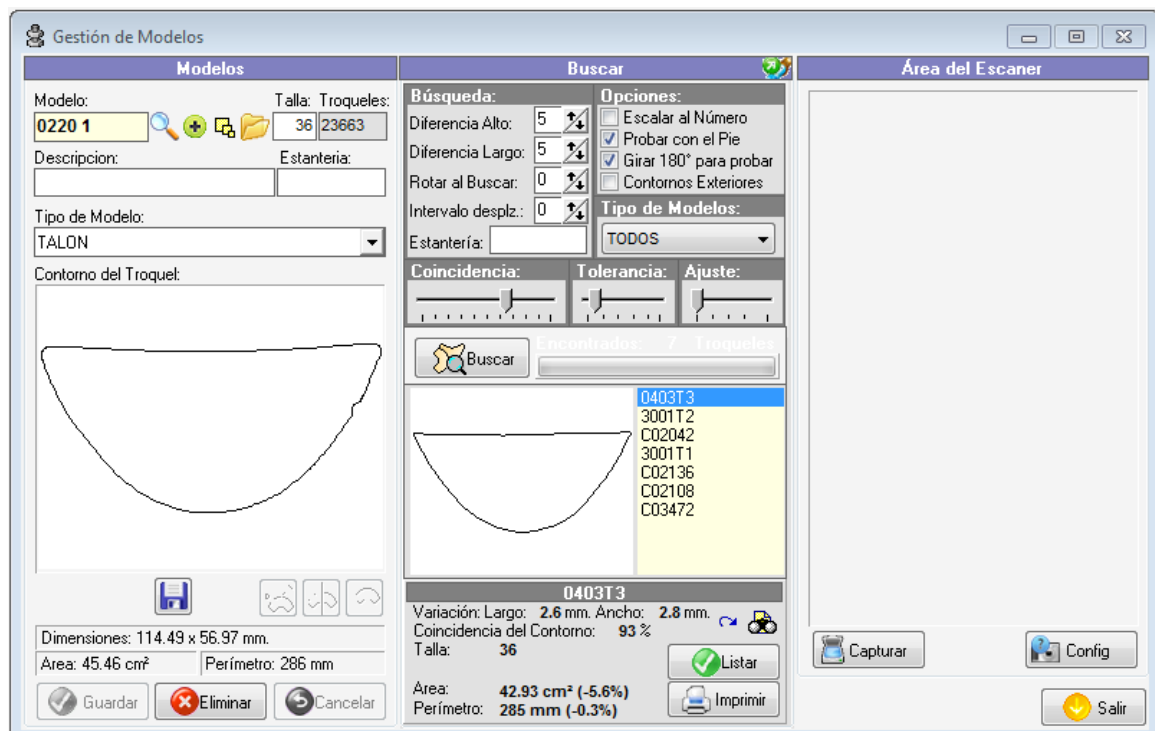 Gestión de Modelos
Modelos
Modelo: Talla: Troqueles:
0220 1 36 23663
Descripcion: Estanteria:
Tipo de Modelo:
TALON
Contorno del Troquel:
Dimensiones: 114.49 x 56.97 mm.
Area: 45.46 cm² Perímetro: 286 mm
Guardar Eliminar Cancelar
Buscar
Búsqueda:
Diferencia Alto: 5
Diferencia Largo: 5
Rotar al Buscar: 0
Intervalo desplz.: 0
Estantería:
Opciones:
Escalar al Número
Probar con el Pie
Girar 180° para probar
Contornos Exteriores
Tipo de Modelos:
TODOS
Coincidencia: Tolerancia: Ajuste:
Buscar
Encontrados: 7 Troqueles
0403T3
3001T2
C02042
3001T1
C02136
C02108
C03472
0403T3
Variación: Largo: 2.6 mm. Ancho: 2.8 mm.
Coincidencia del Contorno: 93 %
Talla: 36
Listar
Area: 42.93 cm² (-5.6%)
Perímetro: 285 mm (-0.3%)
Imprimir
Área del Escaner
Capturar Config
Salir